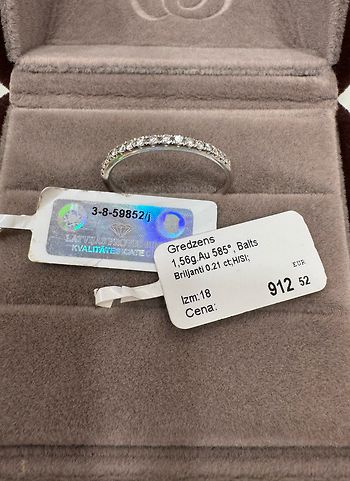 3-8-59852/j
KVALITĀTES
Gredzens
1,56g,Au 585°, Balts
Briljanti 0.21 ct;H/SI;
EUR
Izm:18
912 52
Cena: